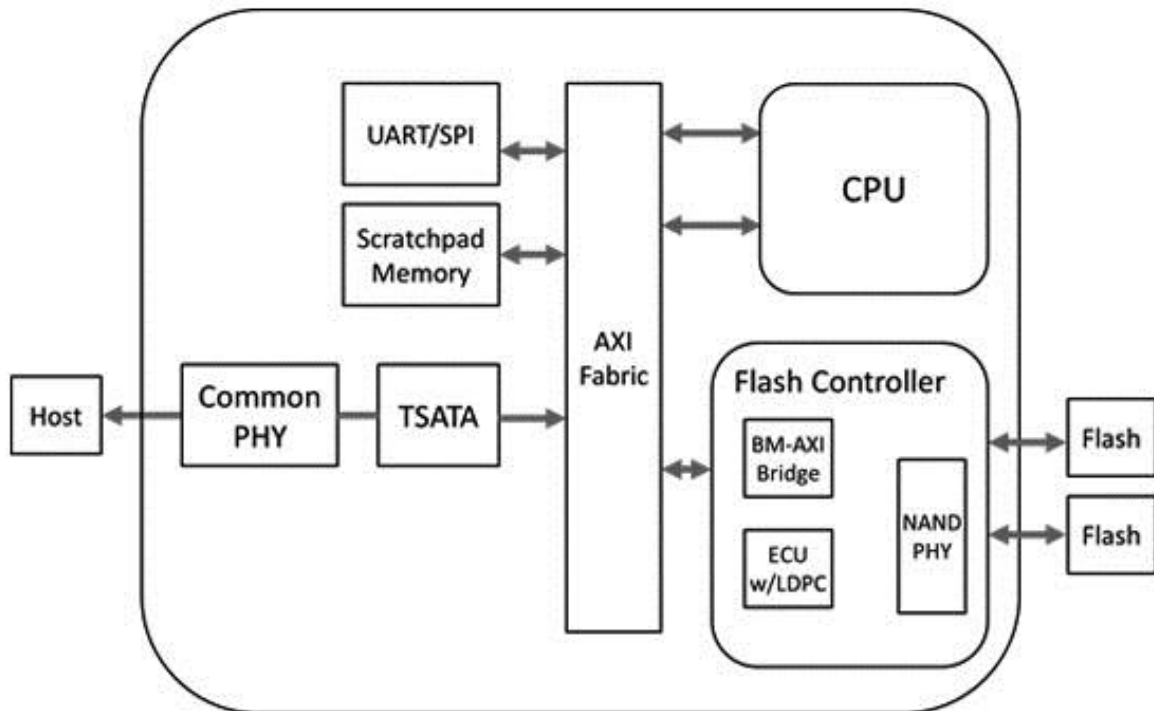 UART/SPI
Scratchpad
Memory
Host
Common
PHY
TSATA
AXI
Fabric
CPU
Flash Controller
BM-AXI
Bridge
ECU
w/LDPC
NAND
PHY
Flash
Flash